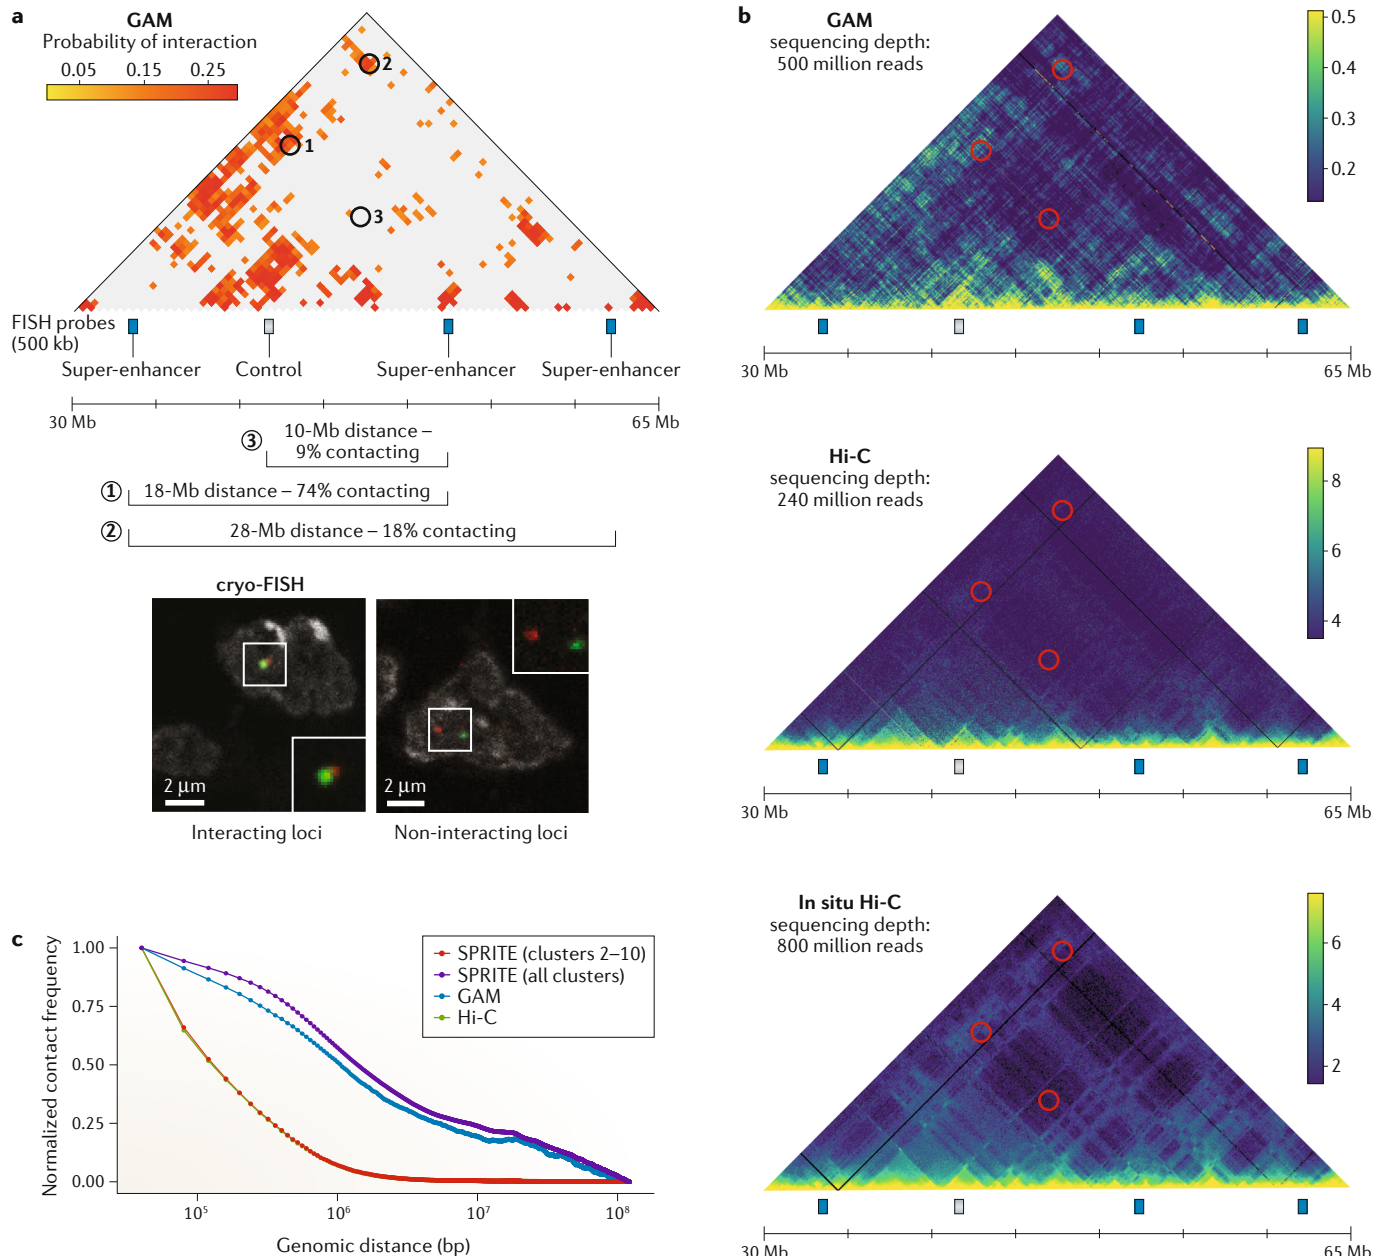 a
GAM
Probability of interaction
0.05 0.15 0.25
2
1
3
FISH probes
(500 kb)
Super-enhancer Control Super-enhancer Super-enhancer
30 Mb 65 Mb
3 10-Mb distance –
9% contacting
1 18-Mb distance – 74% contacting
2 28-Mb distance – 18% contacting
cryo-FISH
2 μm 2 μm
Interacting loci Non-interacting loci
b
GAM
sequencing depth:
500 million reads
0.5
0.4
0.3
0.2
30 Mb 65 Mb
Hi-C
sequencing depth:
240 million reads
8
6
4
30 Mb 65 Mb
In situ Hi-C
sequencing depth:
800 million reads
6
4
2
30 Mb 65 Mb
c
Normalized contact frequency
1.00
0.75
0.50
0.25
0.00
SPRITE (clusters 2–10)
SPRITE (all clusters)
GAM
Hi-C
10⁵ 10⁶ 10⁷ 10⁸
Genomic distance (bp)